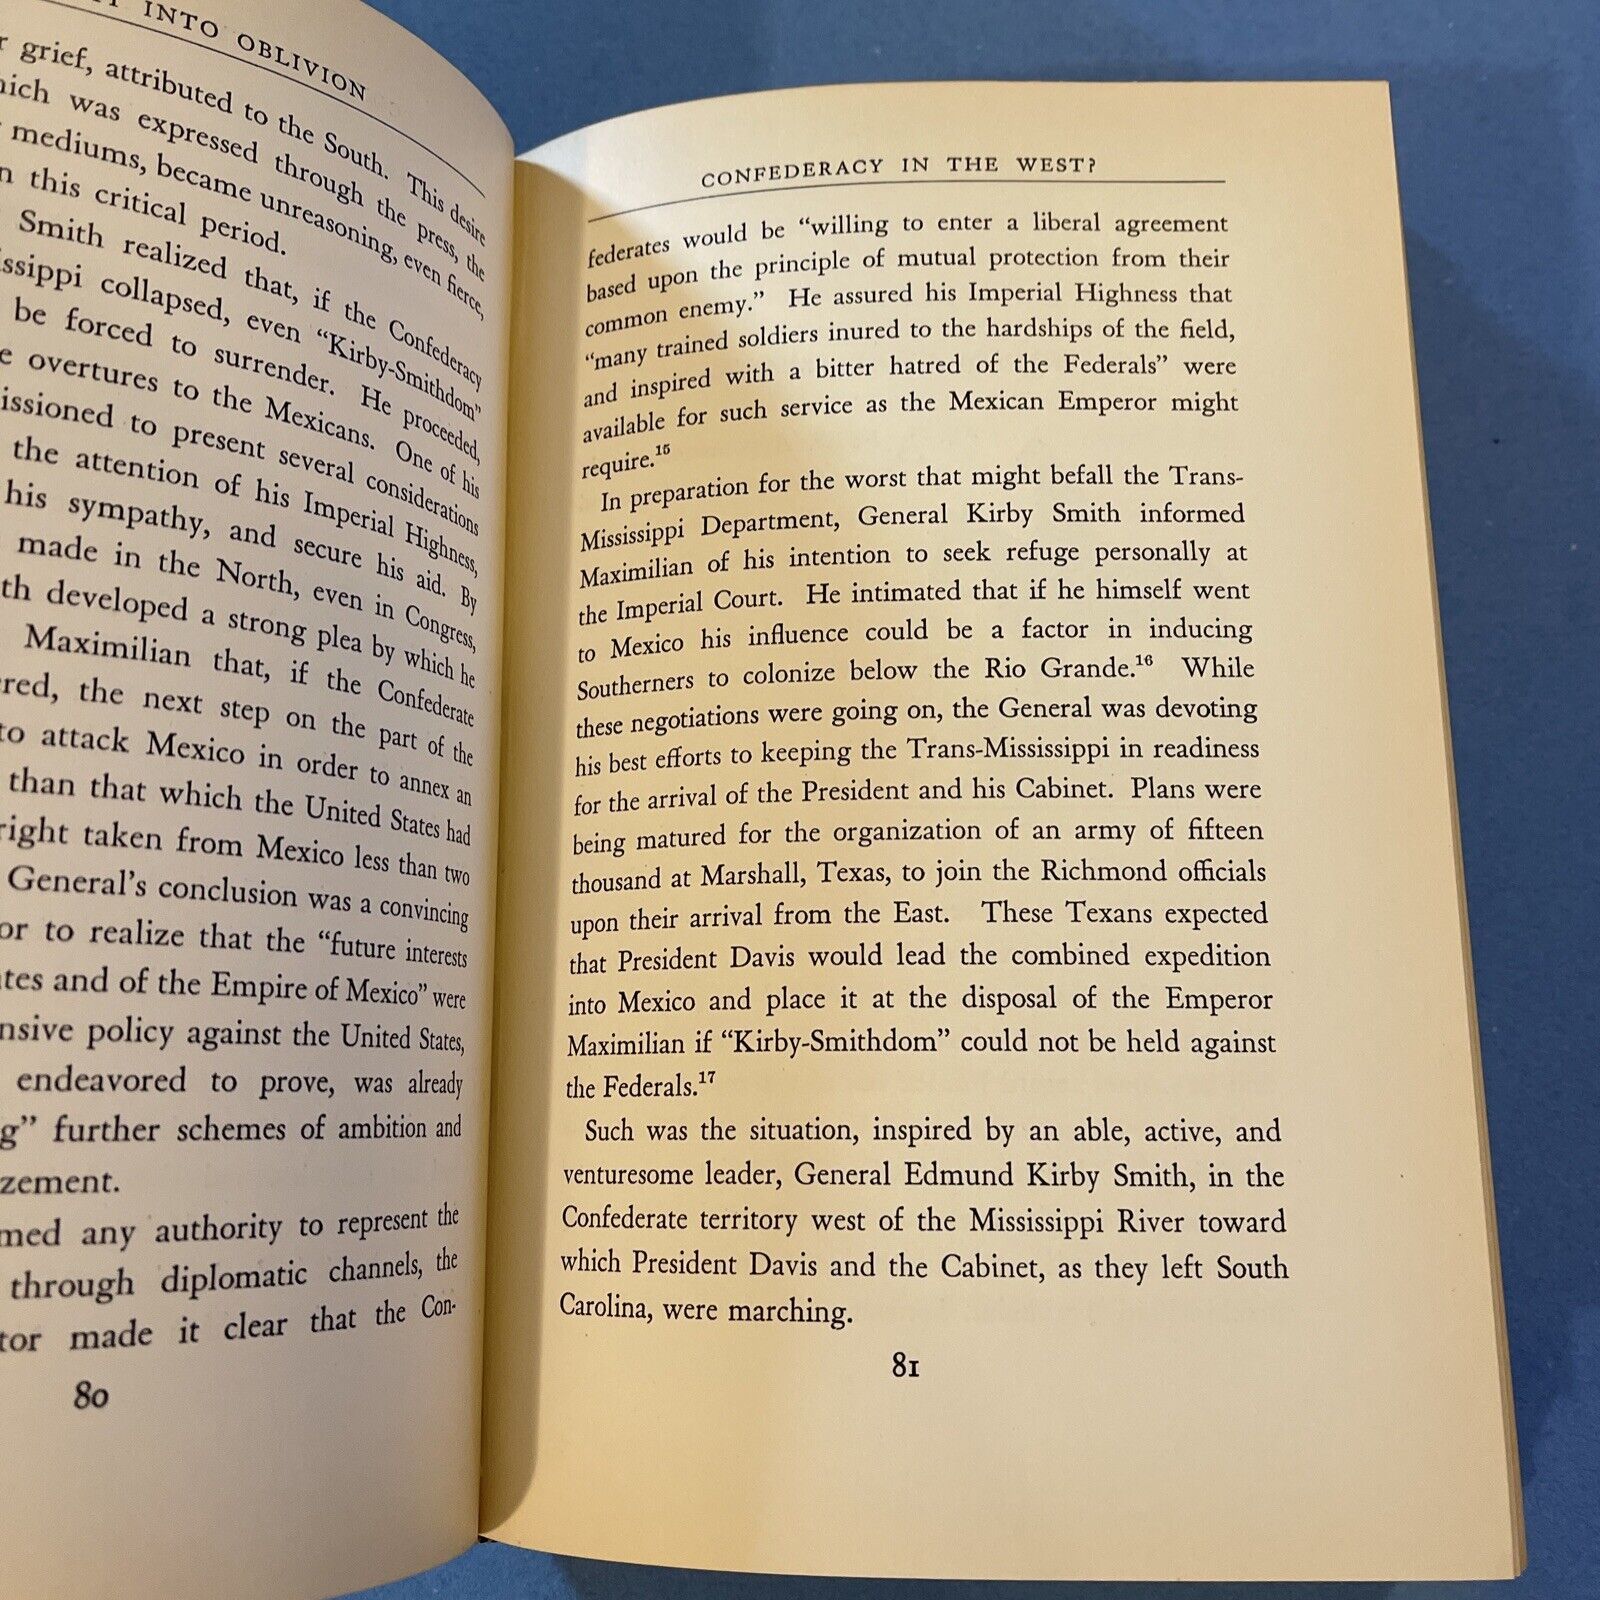 INTO OBLIVION
grief, attributed to the South. This desire
which was expressed through the press, the
mediums, became unreasoning, even fierce,
this critical period.
Smith realized that, if the Confederacy
collapsed, even “Kirby-Smithdom”
be forced to surrender. He proceeded,
overtures to the Mexicans. One of his
to present several considerations
the attention of his Imperial Highness,
his sympathy, and secure his aid. By
made in the North, even in Congress,
developed a strong plea by which he
Maximilian that, if the Confederate
the next step on the part of the
to attack Mexico in order to annex an
than that which the United States had
right taken from Mexico less than two
General’s conclusion was a convincing
or to realize that the “future interests
and of the Empire of Mexico” were
policy against the United States,
endeavored to prove, was already
further schemes of ambition and
zement.
any authority to represent the
through diplomatic channels, the
made it clear that the Con-
80
CONFEDERACY IN THE WEST?
federates would be “willing to enter a liberal agreement
based upon the principle of mutual protection from their
common enemy.” He assured his Imperial Highness that
“many trained soldiers inured to the hardships of the field,
and inspired with a bitter hatred of the Federals” were
available for such service as the Mexican Emperor might
require.15
In preparation for the worst that might befall the Trans-
Mississippi Department, General Kirby Smith informed
Maximilian of his intention to seek refuge personally at
the Imperial Court. He intimated that if he himself went
to Mexico his influence could be a factor in inducing
Southerners to colonize below the Rio Grande.16 While
these negotiations were going on, the General was devoting
his best efforts to keeping the Trans-Mississippi in readiness
for the arrival of the President and his Cabinet. Plans were
being matured for the organization of an army of fifteen
thousand at Marshall, Texas, to join the Richmond officials
upon their arrival from the East. These Texans expected
that President Davis would lead the combined expedition
into Mexico and place it at the disposal of the Emperor
Maximilian if “Kirby-Smithdom” could not be held against
the Federals.17
Such was the situation, inspired by an able, active, and
venturesome leader, General Edmund Kirby Smith, in the
Confederate territory west of the Mississippi River toward
which President Davis and the Cabinet, as they left South
Carolina, were marching.
81